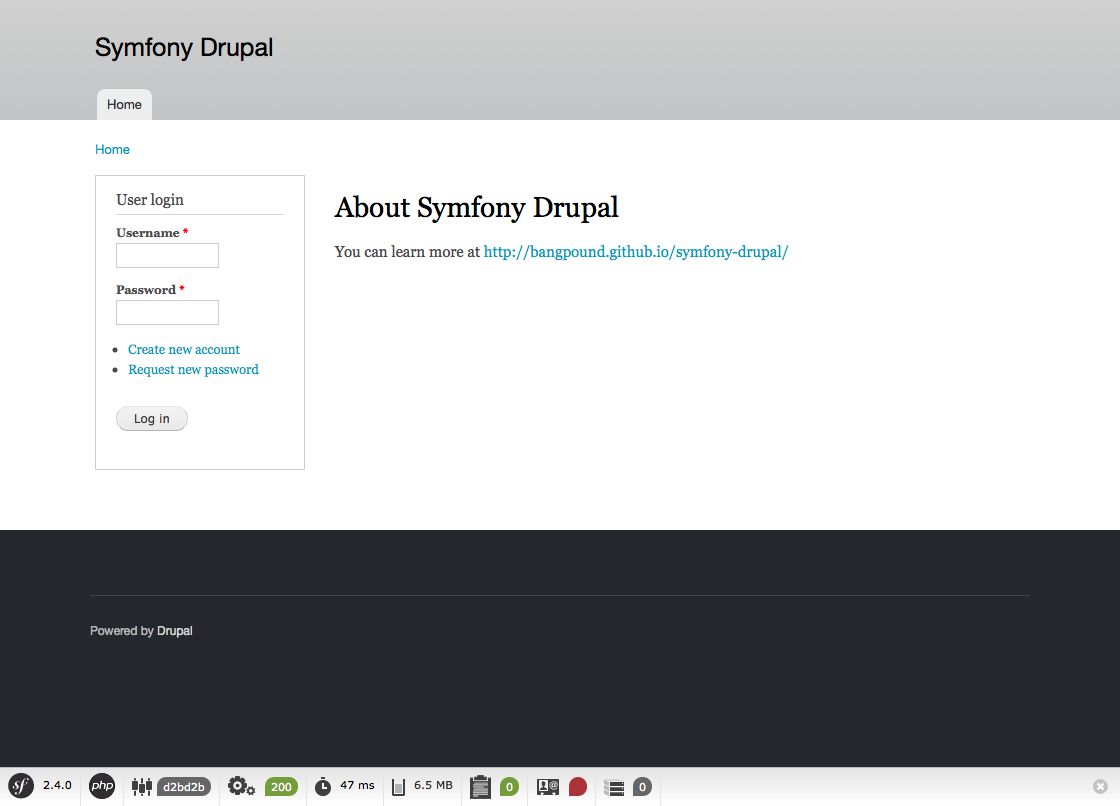 Symfony Drupal
Home
Home
User login
Username *
Password *
Create new account
Request new password
Log in
About Symfony Drupal
You can learn more at http://bangpound.github.io/symfony-drupal/
Powered by Drupal
sf 2.4.0 php d2bd2b 200 47 ms 6.5 MB 0 @ 0